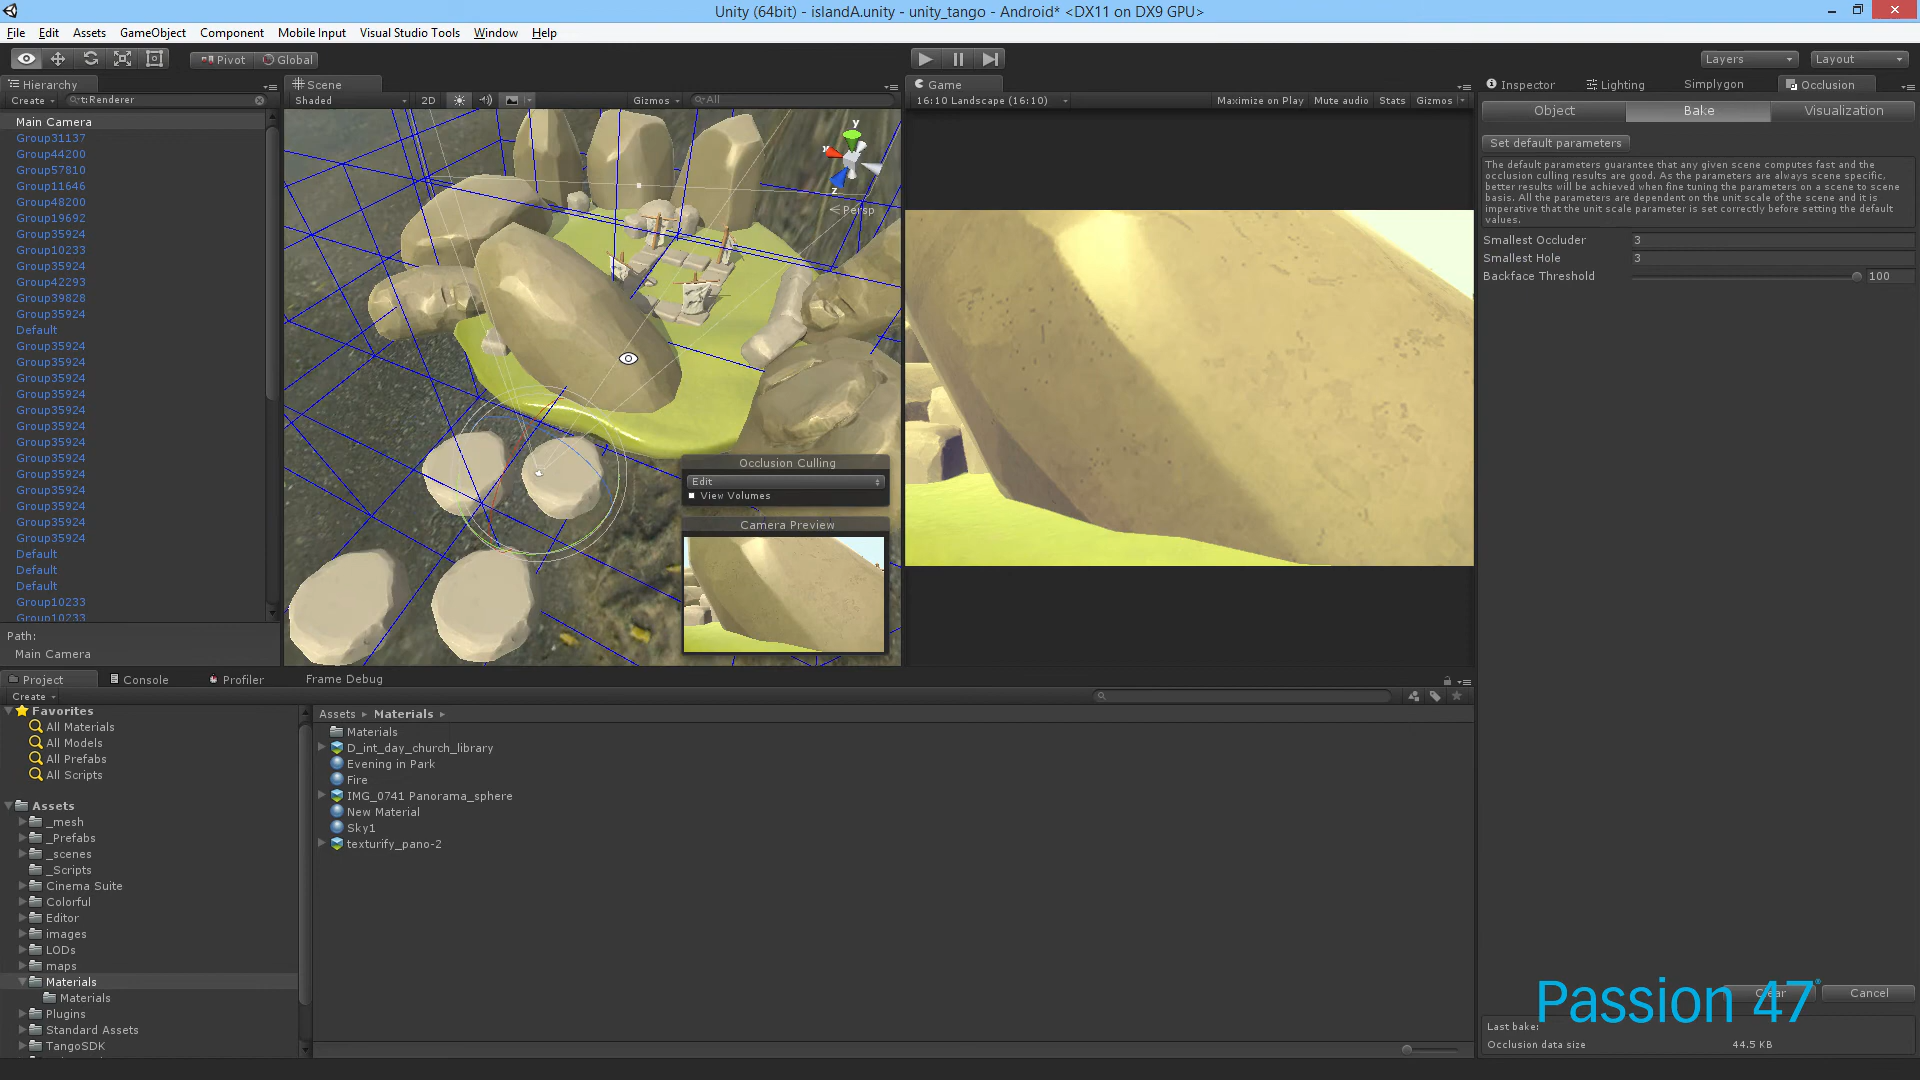 Unity (64bit) - islandA.unity - unity_tango - Android* <DX11 on DX9 GPU>
File Edit Assets GameObject Component Mobile Input Visual Studio Tools Window Help
Pivot Global Layers Layout
Hierarchy
Create t:Renderer
Main Camera
Group31137
Group44200
Group57810
Group11646
Group48200
Group19692
Group35924
Group10233
Group35924
Group42293
Group39828
Group35924
Default
Group35924
Group35924
Group35924
Group35924
Group35924
Group35924
Group35924
Group35924
Group35924
Group35924
Group35924
Group35924
Group35924
Default
Default
Default
Group10233
Group10233
Path:
Main Camera
Scene
Shaded 2D Gizmos All
y
x
z
Persp
Occlusion Culling
Edit
View Volumes
Camera Preview
Game
16:10 Landscape (16:10) Maximize on Play Mute audio Stats Gizmos
Inspector Lighting Simplygon Occlusion
Object Bake Visualization
Set default parameters
The default parameters guarantee that any given scene computes fast and the
occlusion culling results are good. As the parameters are always scene specific,
better results will be achieved when fine tuning the parameters on a scene to scene
basis. All the parameters are dependent on the unit scale of the scene and it is
imperative that the unit scale parameter is set correctly before setting the default
values.
Smallest Occluder 3
Smallest Hole 3
Backface Threshold 100
Clear Cancel
Passion 47
Last bake:
Occlusion data size 44.5 KB
Project Console Profiler Frame Debug
Create
Favorites
All Materials
All Models
All Prefabs
All Scripts
Assets
_mesh
_Prefabs
_scenes
_Scripts
Cinema Suite
Colorful
Editor
images
LODs
maps
Materials
Materials
Plugins
Standard Assets
TangoSDK
Assets Materials
Materials
D_int_day_church_library
Evening in Park
Fire
IMG_0741 Panorama_sphere
New Material
Sky1
texturify_pano-2